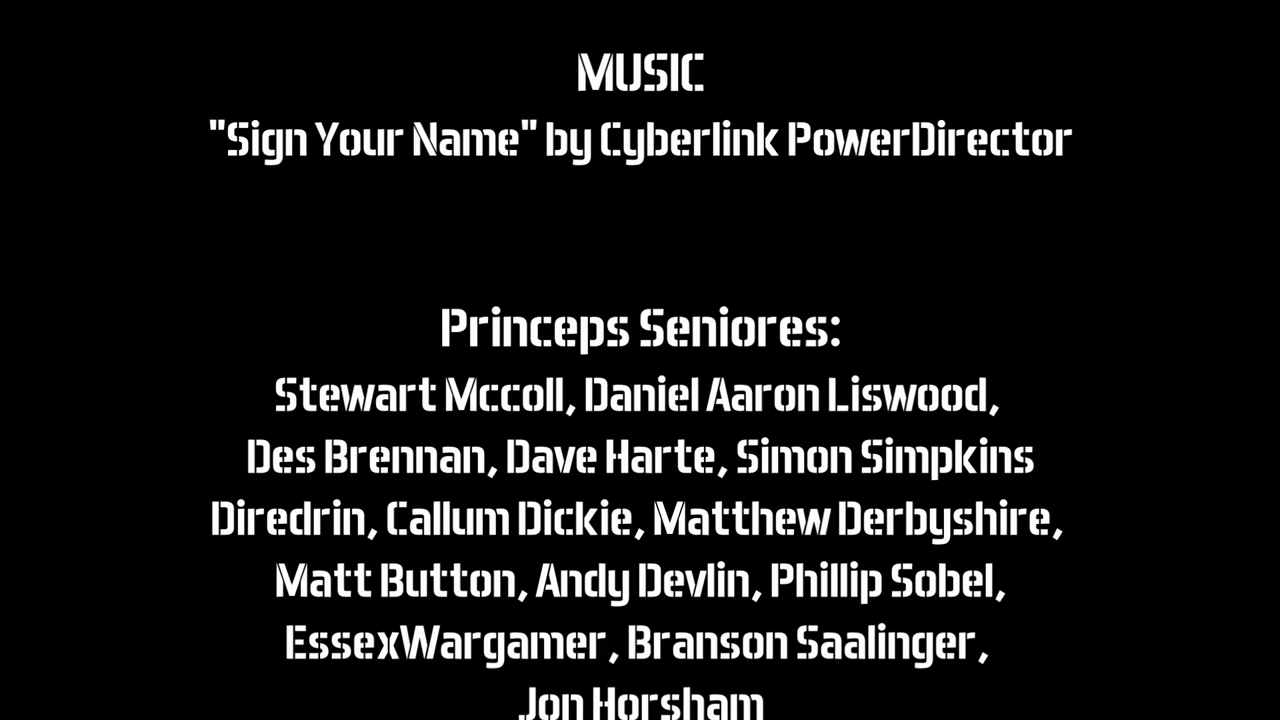 MUSIC
"Sign Your Name" by Cyberlink PowerDirector
Princeps Seniores:
Stewart Mccoll, Daniel Aaron Liswood,
Des Brennan, Dave Harte, Simon Simpkins
Diredrin, Callum Dickie, Matthew Derbyshire,
Matt Button, Andy Devlin, Phillip Sobel,
EssexWargamer, Branson Saalinger,
Jon Horsham